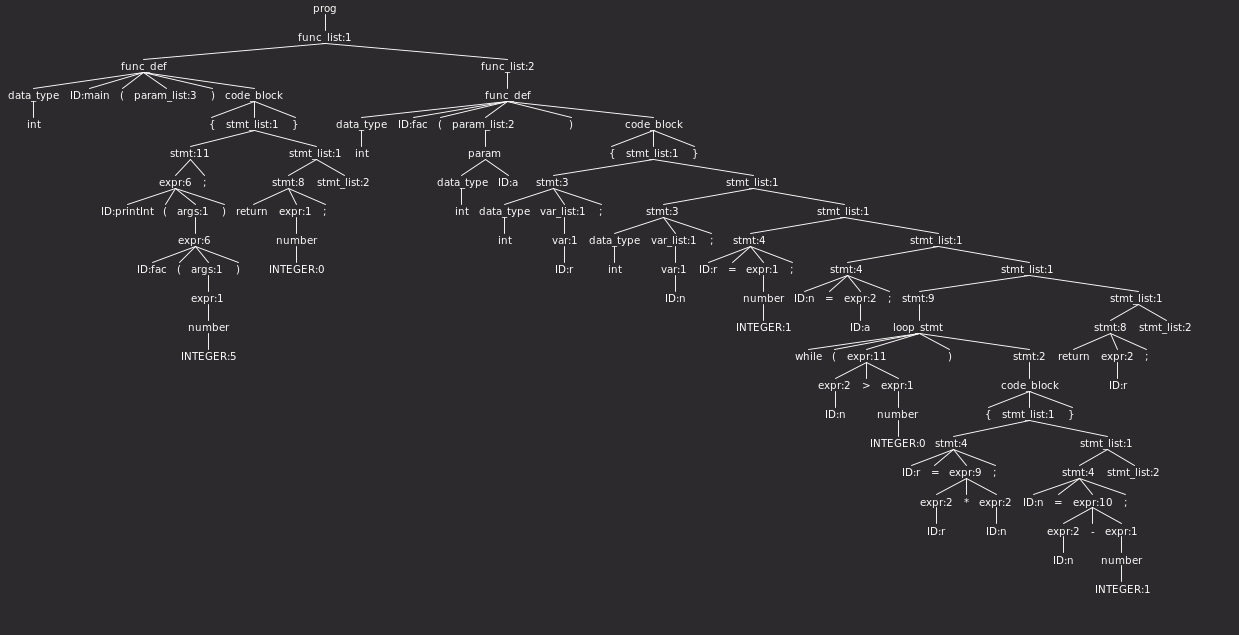 prog
func_list:1
func_def func_list:2
data_type ID:main ( param_list:3 ) code_block func_def
int { stmt_list:1 } data_type ID:fac ( param_list:2 ) code_block
stmt:11 stmt_list:1 int param { stmt_list:1 }
expr:6 ; stmt:8 stmt_list:2 data_type ID:a stmt:3 stmt_list:1
ID:printInt ( args:1 ) return expr:1 ; int data_type var_list:1 ; stmt:3 stmt_list:1
expr:6 number int var:1 data_type var_list:1 ; stmt:4 stmt_list:1
ID:fac ( args:1 ) INTEGER:0 ID:r int var:1 ID:r = expr:1 ; stmt:4 stmt_list:1
expr:1 ID:n number ID:n = expr:2 ; stmt:9 stmt_list:1
number INTEGER:1 ID:a loop_stmt stmt:8 stmt_list:2
INTEGER:5 while ( expr:11 ) stmt:2 return expr:2 ;
expr:2 > expr:1 code_block ID:r
ID:n number { stmt_list:1 }
INTEGER:0 stmt:4 stmt_list:1
ID:r = expr:9 ; stmt:4 stmt_list:2
expr:2 * expr:2 ID:n = expr:10 ;
ID:r ID:n expr:2 - expr:1
ID:n number
INTEGER:1